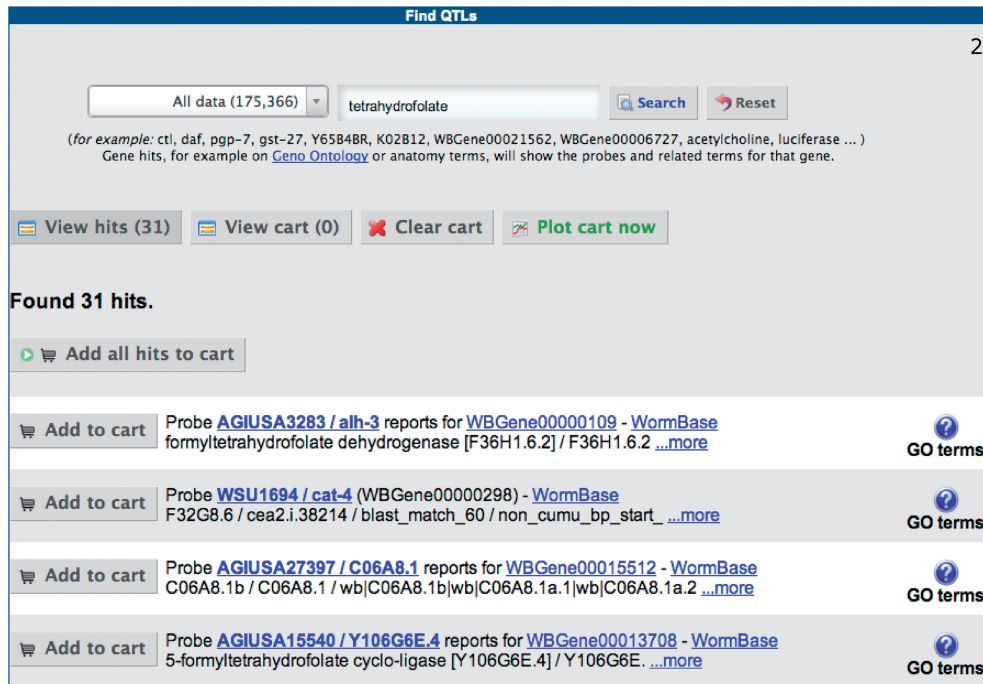 Find QTLs
2
All data (175,366) tetrahydrofolate Search Reset
(for example: ctl, daf, pgp-7, gst-27, Y65B4BR, K02B12, WBGene00021562, WBGene00006727, acetylcholine, luciferase ... )
Gene hits, for example on Geno Ontology or anatomy terms, will show the probes and related terms for that gene.
View hits (31) View cart (0) Clear cart Plot cart now
Found 31 hits.
Add all hits to cart
Add to cart
Probe AGIUSA3283 / alh-3 reports for WBGene00000109 - WormBase
formyltetrahydrofolate dehydrogenase [F36H1.6.2] / F36H1.6.2 ...more
GO terms
Add to cart
Probe WSU1694 / cat-4 (WBGene00000298) - WormBase
F32G8.6 / cea2.i.38214 / blast_match_60 / non_cumu_bp_start_ ...more
GO terms
Add to cart
Probe AGIUSA27397 / C06A8.1 reports for WBGene00015512 - WormBase
C06A8.1b / C06A8.1 / wb|C06A8.1b|wb|C06A8.1a.1|wb|C06A8.1a.2 ...more
GO terms
Add to cart
Probe AGIUSA15540 / Y106G6E.4 reports for WBGene00013708 - WormBase
5-formyltetrahydrofolate cyclo-ligase [Y106G6E.4] / Y106G6E. ...more
GO terms